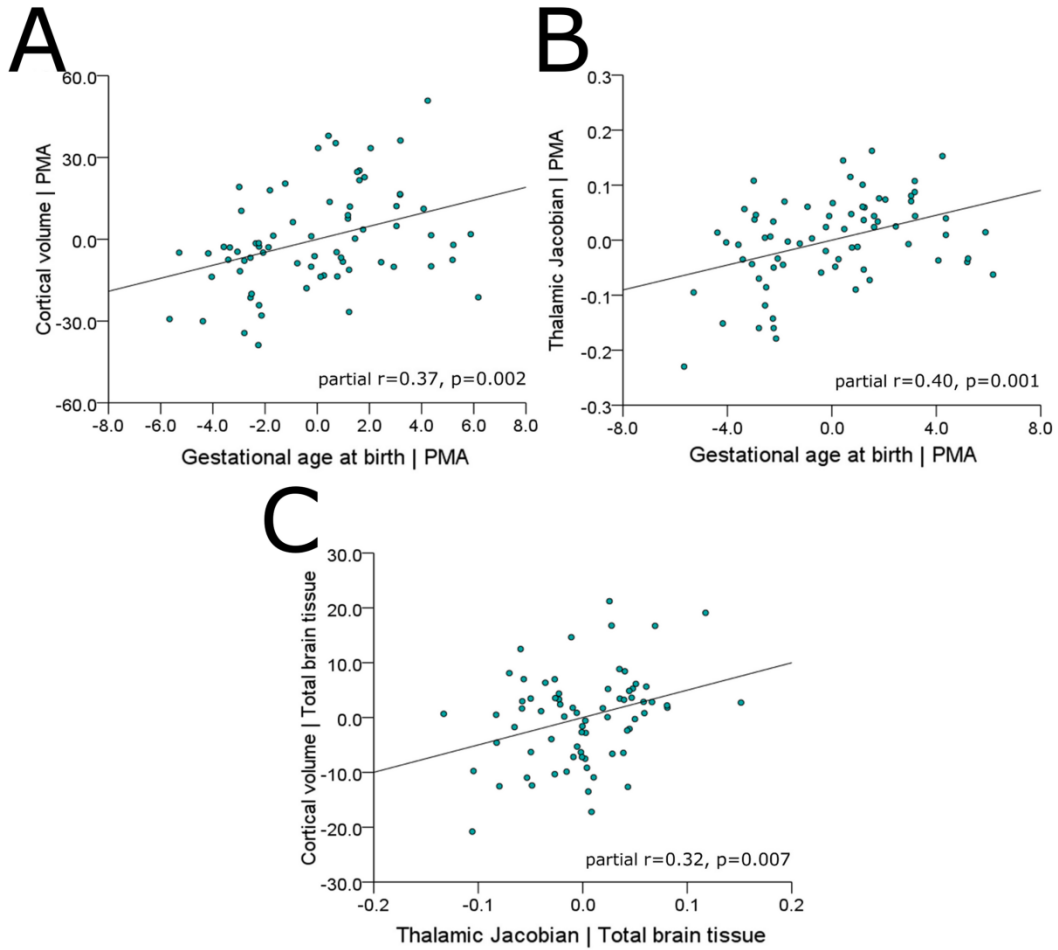 A
B
60.0
30.0
0.0
-30.0
-60.0
Cortical volume | PMA
partial r=0.37, p=0.002
-8.0 -6.0 -4.0 -2.0 0.0 2.0 4.0 6.0 8.0
Gestational age at birth | PMA
0.3
0.2
0.1
0.0
-0.1
-0.2
-0.3
Thalamic Jacobian | PMA
partial r=0.40, p=0.001
-8.0 -4.0 0.0 4.0 8.0
Gestational age at birth | PMA
C
30.0
20.0
10.0
0.0
-10.0
-20.0
-30.0
Cortical volume | Total brain tissue
partial r=0.32, p=0.007
-0.2 -0.1 0.0 0.1 0.2
Thalamic Jacobian | Total brain tissue